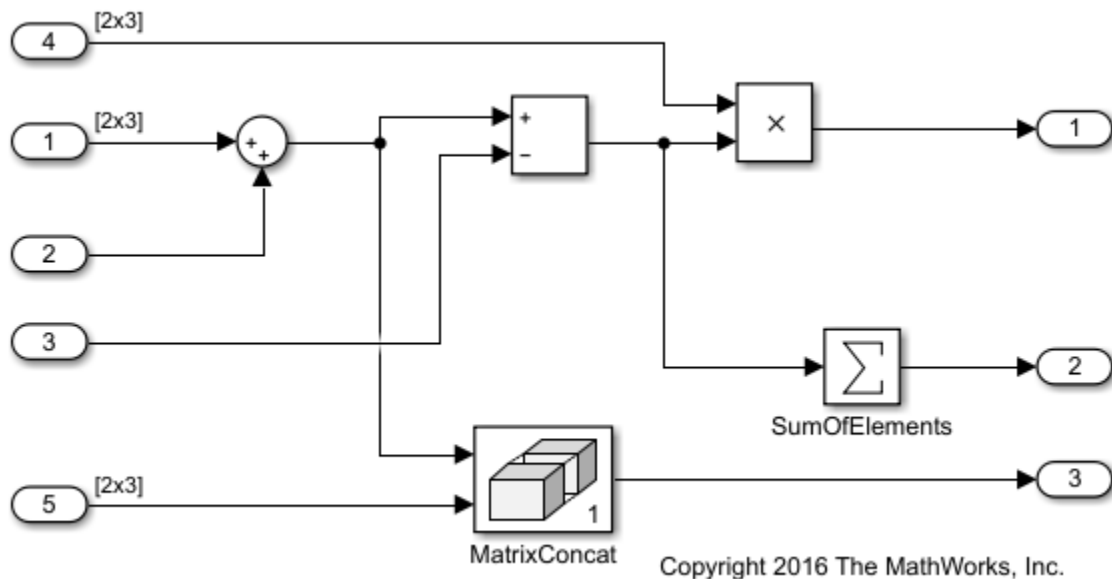 [2x3]
4
[2x3]
1
+
+
+
−
×
1
2
3
2
SumOfElements
[2x3]
5
1
3
MatrixConcat
Copyright 2016 The MathWorks, Inc.